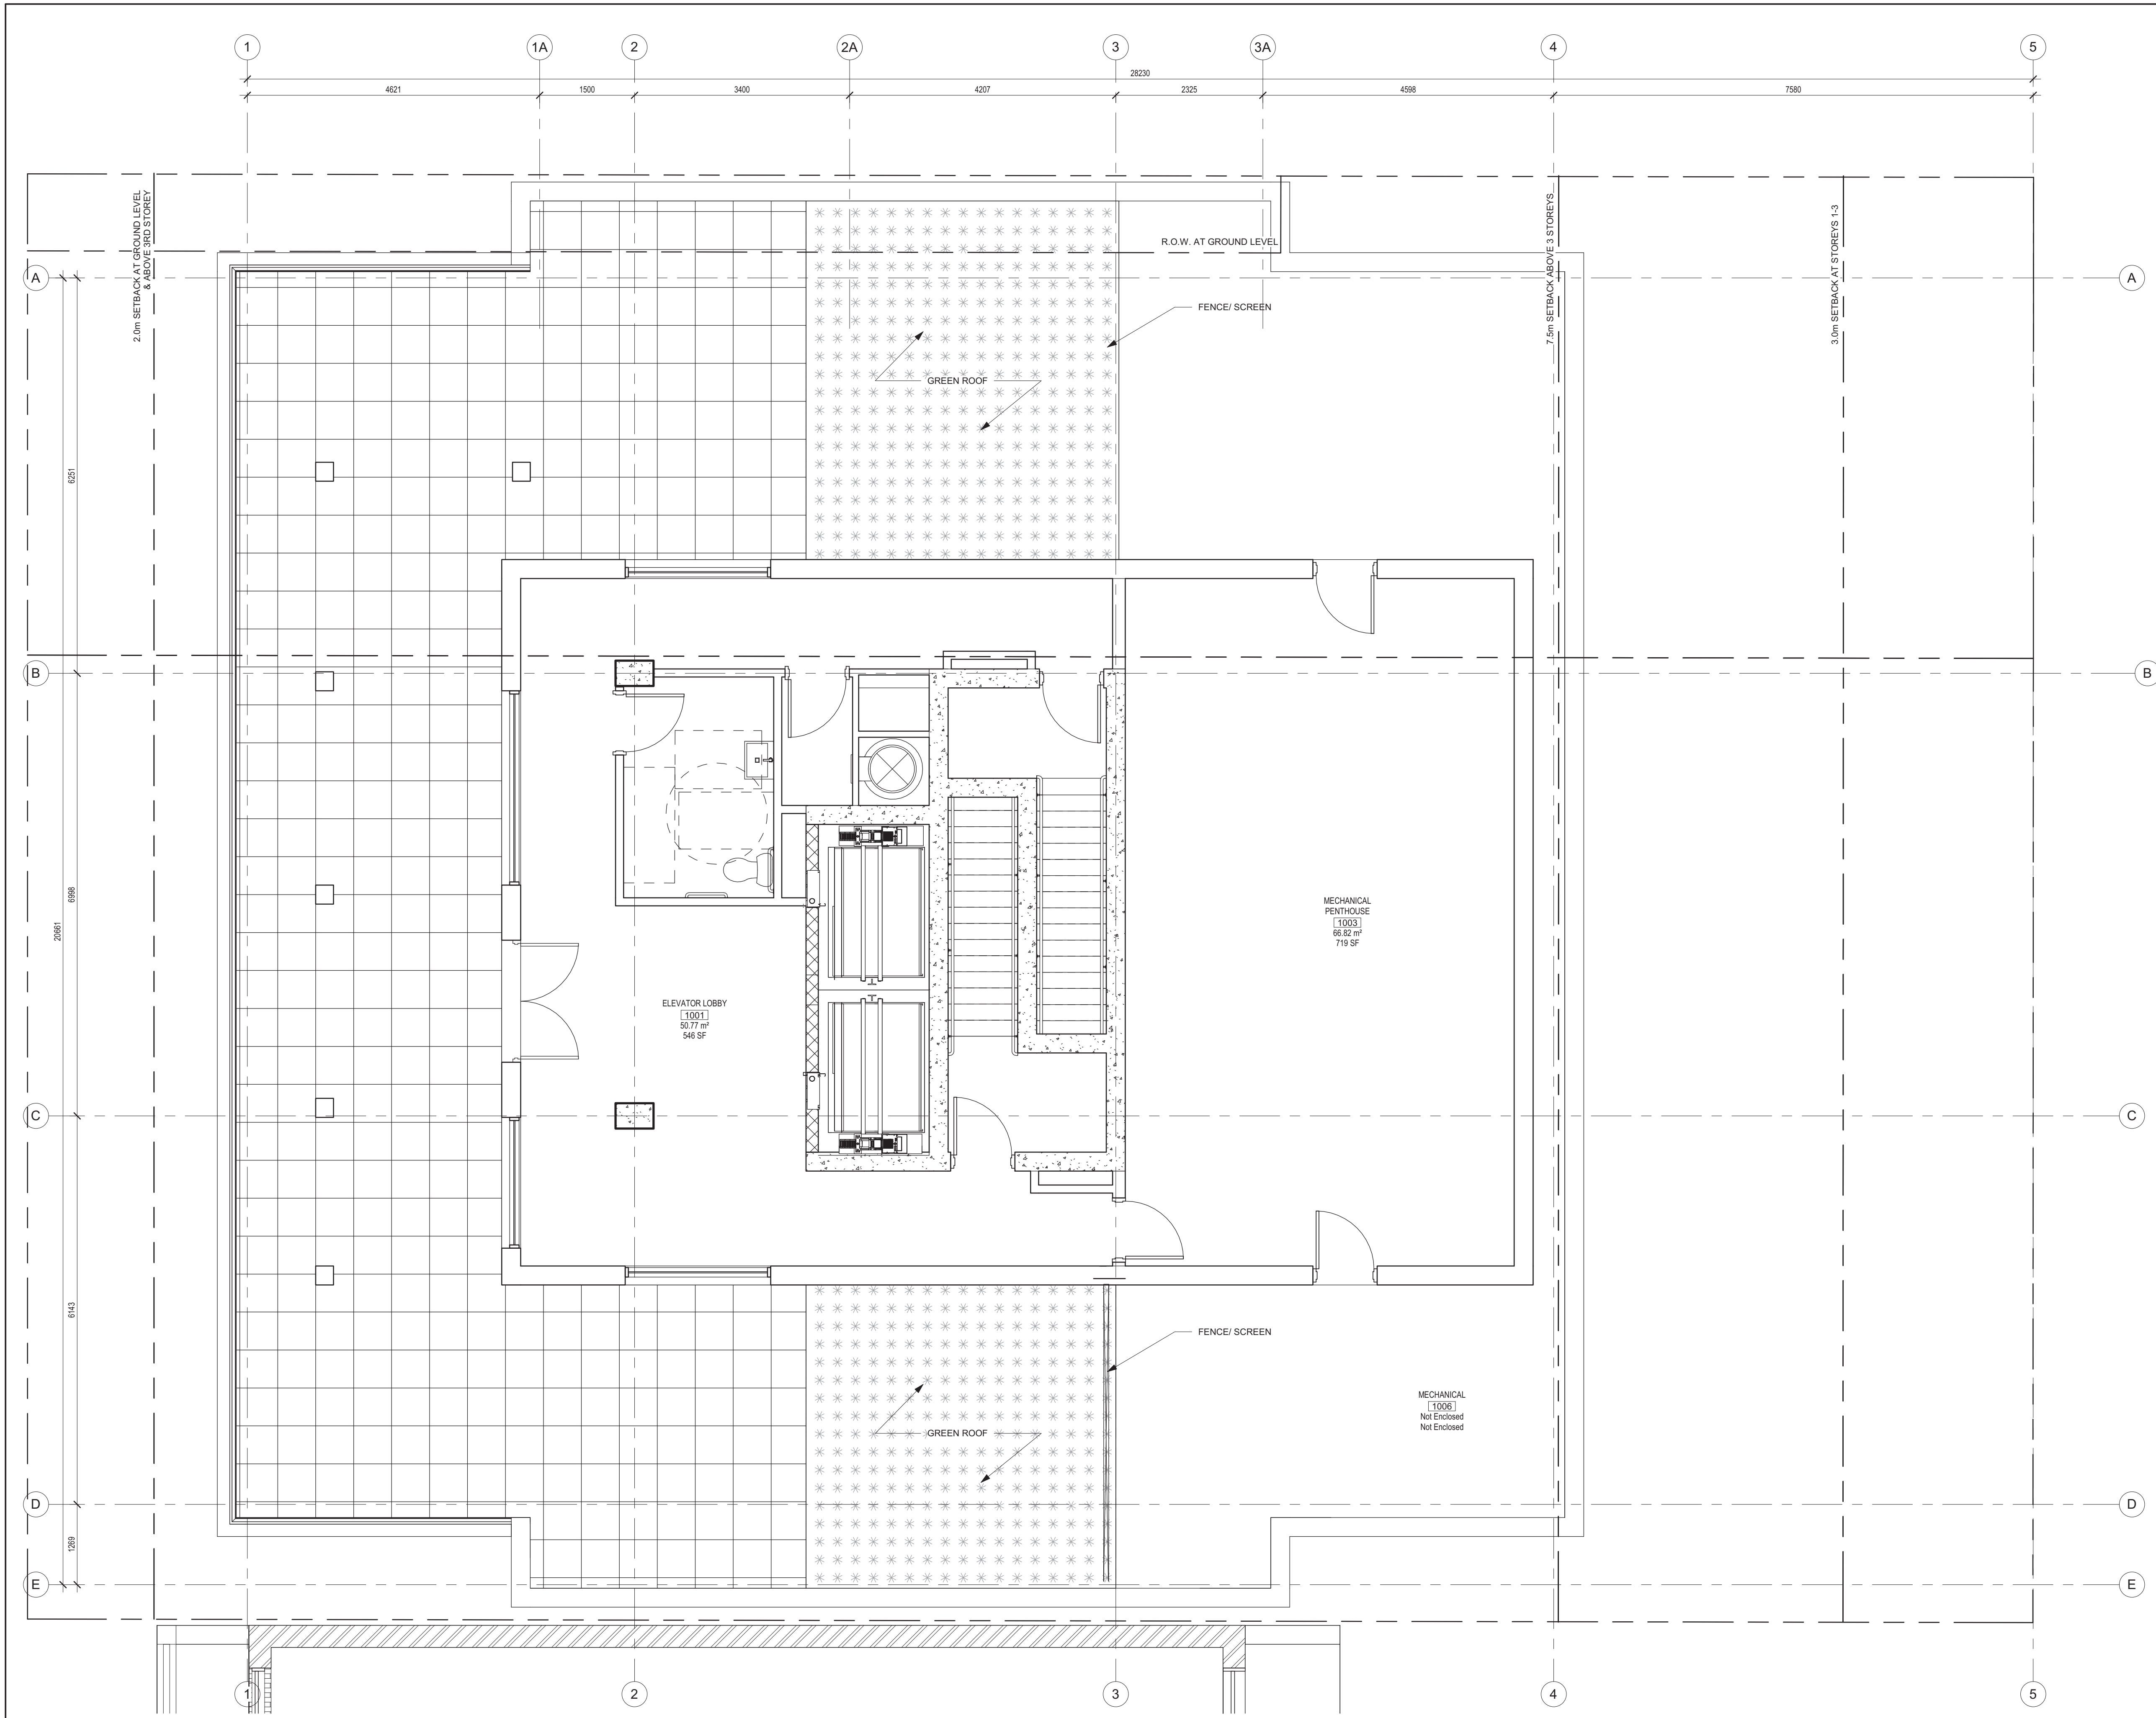 1
1A
2
2A
3
3A
4
5
28230
4621
1500
3400
4207
2325
4598
7580
2.0m SETBACK AT GROUND LEVEL
& ABOVE 3RD STOREY
7.5m SETBACK ABOVE 3 STOREYS
3.0m SETBACK AT STOREYS 1-3
R.O.W. AT GROUND LEVEL
A
A
FENCE/ SCREEN
GREEN ROOF
6251
B
B
6998
20661
MECHANICAL
PENTHOUSE
1003
66.82 m²
719 SF
ELEVATOR LOBBY
1001
50.77 m²
546 SF
C
C
6143
FENCE/ SCREEN
MECHANICAL
1006
Not Enclosed
Not Enclosed
GREEN ROOF
D
D
1269
E
E
1
2
3
4
5